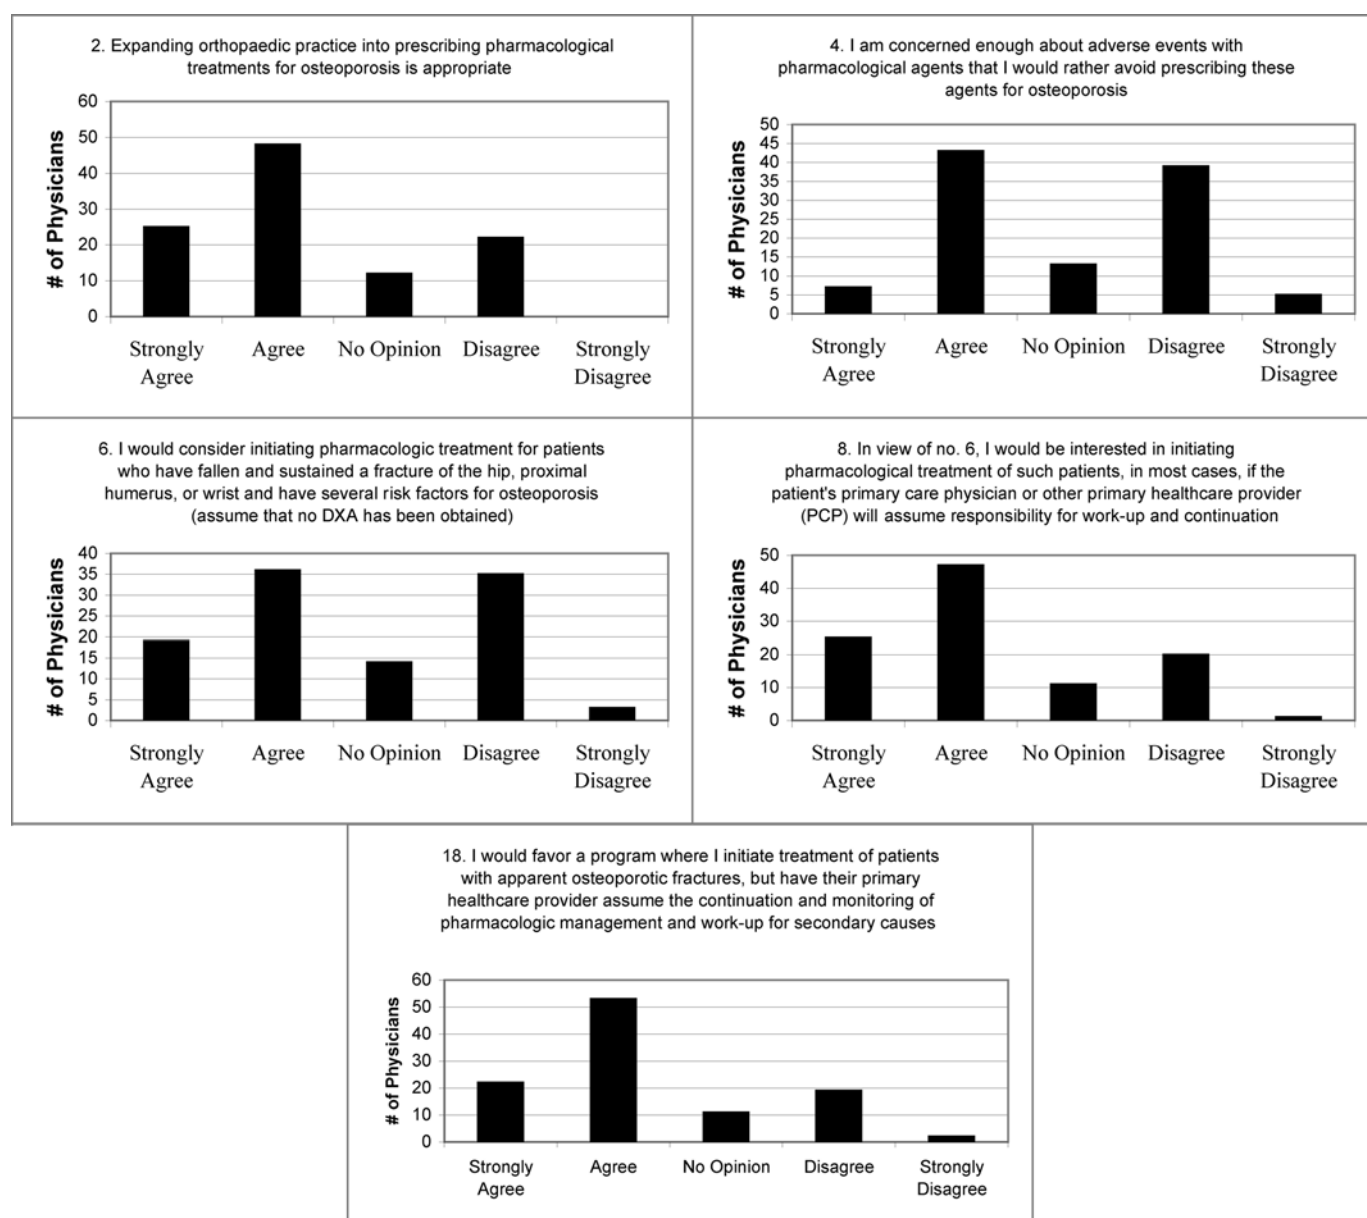 2. Expanding orthopaedic practice into prescribing pharmacological
treatments for osteoporosis is appropriate
60
50
40
30
20
10
0
# of Physicians
Strongly Agree
Agree
No Opinion
Disagree
Strongly Disagree
4. I am concerned enough about adverse events with
pharmacological agents that I would rather avoid prescribing these
agents for osteoporosis
50
45
40
35
30
25
20
15
10
5
0
# of Physicians
Strongly Agree
Agree
No Opinion
Disagree
Strongly Disagree
6. I would consider initiating pharmacologic treatment for patients
who have fallen and sustained a fracture of the hip, proximal
humerus, or wrist and have several risk factors for osteoporosis
(assume that no DXA has been obtained)
40
35
30
25
20
15
10
5
0
# of Physicians
Strongly Agree
Agree
No Opinion
Disagree
Strongly Disagree
8. In view of no. 6, I would be interested in initiating
pharmacological treatment of such patients, in most cases, if the
patient's primary care physician or other primary healthcare provider
(PCP) will assume responsibility for work-up and continuation
50
40
30
20
10
0
# of Physicians
Strongly Agree
Agree
No Opinion
Disagree
Strongly Disagree
18. I would favor a program where I initiate treatment of patients
with apparent osteoporotic fractures, but have their primary
healthcare provider assume the continuation and monitoring of
pharmacologic management and work-up for secondary causes
60
50
40
30
20
10
0
# of Physicians
Strongly Agree
Agree
No Opinion
Disagree
Strongly Disagree